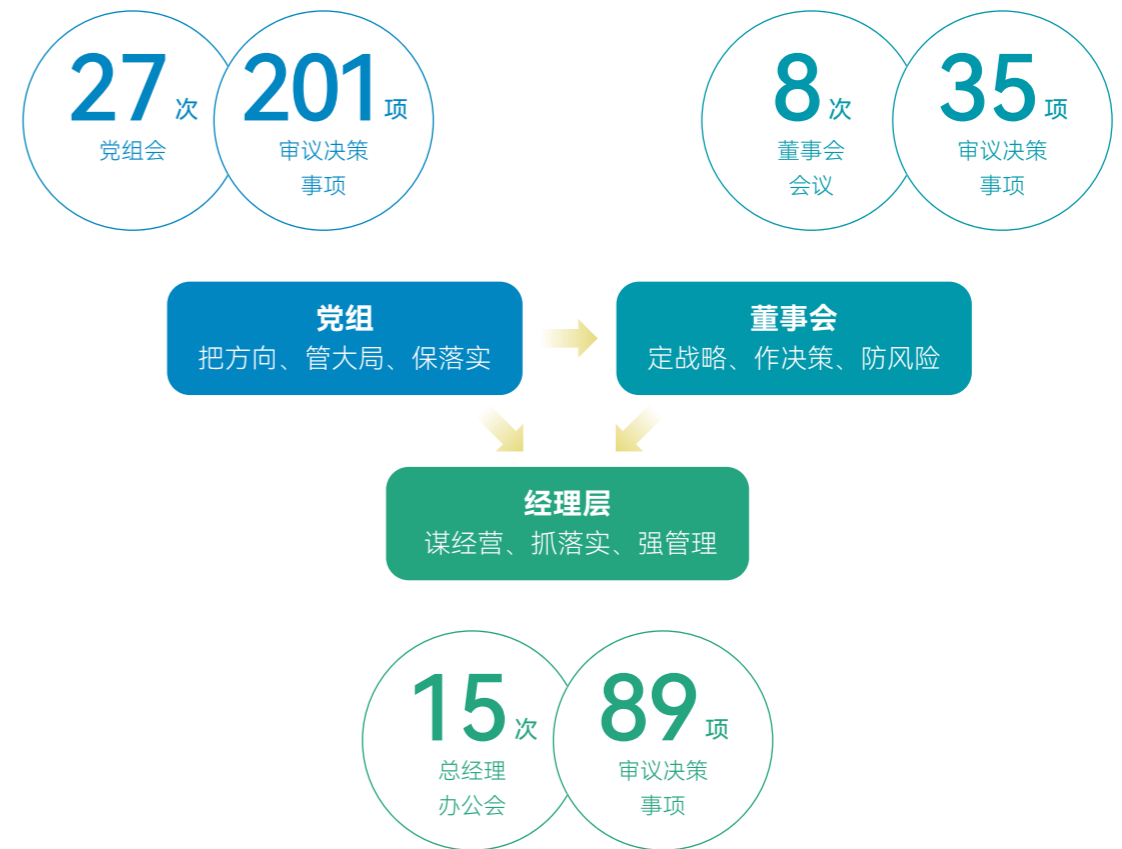 27次
党组会
201项
审议决策
事项
8次
董事会
会议
35项
审议决策
事项
党组
把方向、管大局、保落实
董事会
定战略、作决策、防风险
经理层
谋经营、抓落实、强管理
15次
总经理
办公会
89项
审议决策
事项